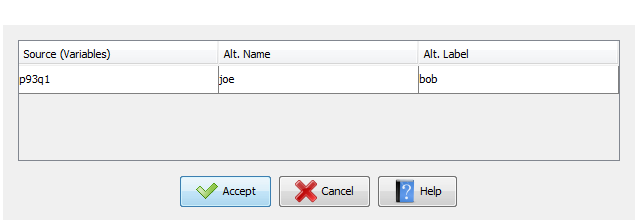 Source (Variables) Alt. Name Alt. Label
p93q1 joe bob
Accept Cancel Help